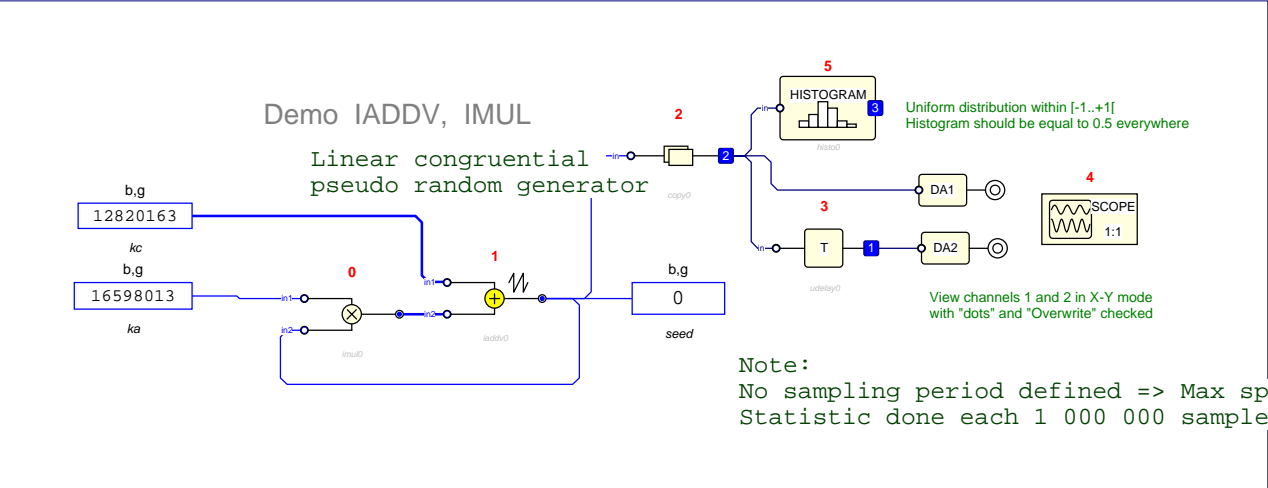 Demo IADDV, IMUL
Linear congruential
pseudo random generator
b,g
12820163
kc
b,g
16598013
ka
0
in1
in2
imul0
1
in1
in2
iaddv0
b,g
0
seed
2
in
2
copy0
5
HISTOGRAM
in
3
histo0
Uniform distribution within [-1..+1[
Histogram should be equal to 0.5 everywhere
DA1
3
in
T
1
udelay0
DA2
4
SCOPE
1:1
View channels 1 and 2 in X-Y mode
with "dots" and "Overwrite" checked
Note:
No sampling period defined => Max sp
Statistic done each 1 000 000 sample